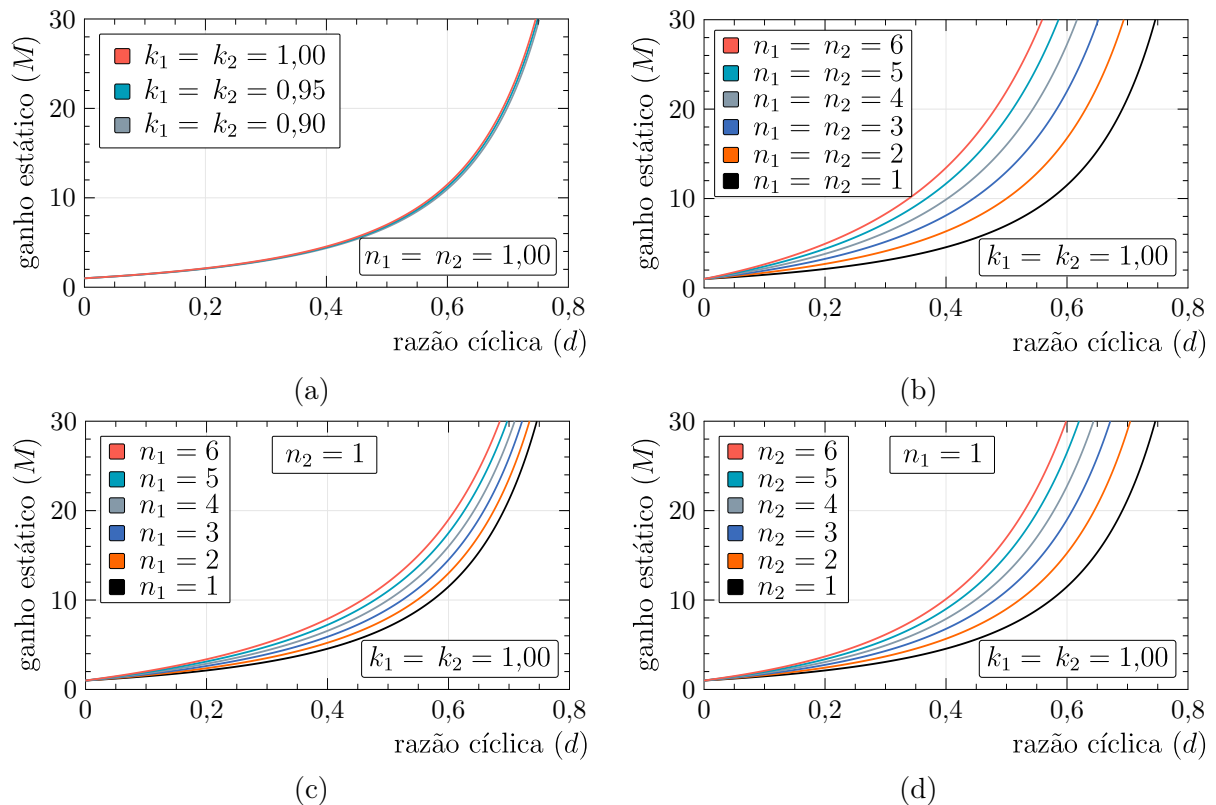 ganho estático (M)
30
20
10
0
k₁ = k₂ = 1,00
k₁ = k₂ = 0,95
k₁ = k₂ = 0,90
n₁ = n₂ = 1,00
0 0,2 0,4 0,6 0,8
razão cíclica (d)
(a)
ganho estático (M)
30
20
10
0
n₁ = n₂ = 6
n₁ = n₂ = 5
n₁ = n₂ = 4
n₁ = n₂ = 3
n₁ = n₂ = 2
n₁ = n₂ = 1
k₁ = k₂ = 1,00
0 0,2 0,4 0,6 0,8
razão cíclica (d)
(b)
ganho estático (M)
30
20
10
0
n₁ = 6
n₁ = 5
n₁ = 4
n₁ = 3
n₁ = 2
n₁ = 1
n₂ = 1
k₁ = k₂ = 1,00
0 0,2 0,4 0,6 0,8
razão cíclica (d)
(c)
ganho estático (M)
30
20
10
0
n₂ = 6
n₂ = 5
n₂ = 4
n₂ = 3
n₂ = 2
n₂ = 1
n₁ = 1
k₁ = k₂ = 1,00
0 0,2 0,4 0,6 0,8
razão cíclica (d)
(d)